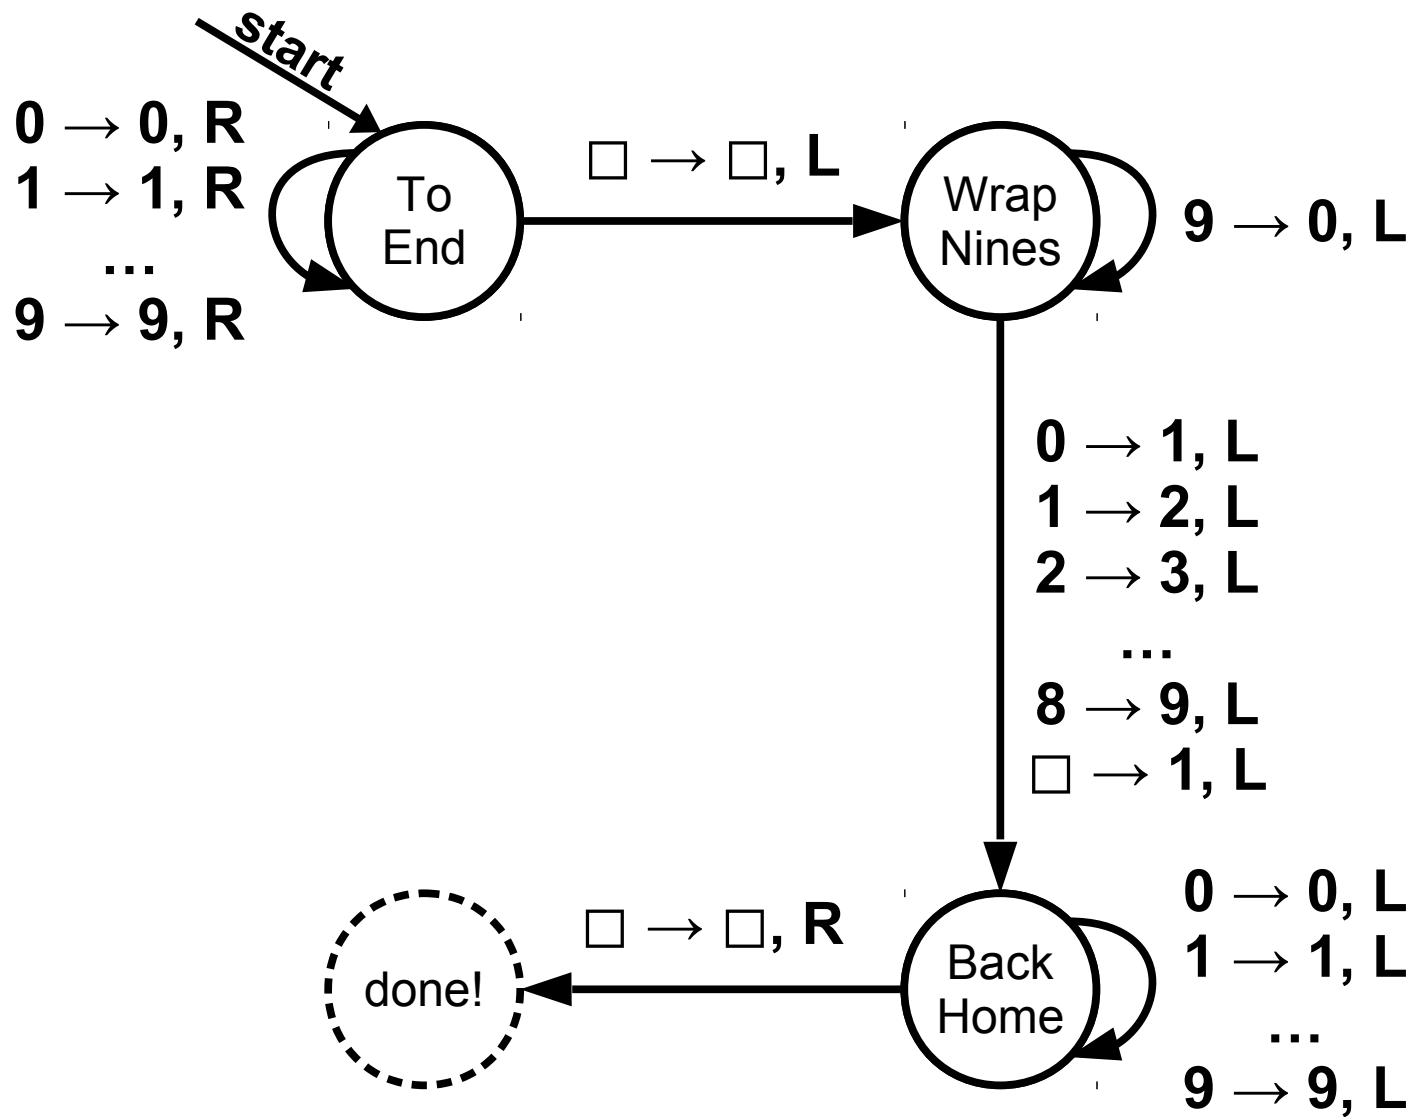 start
0 → 0, R
1 → 1, R
...
9 → 9, R
To
End
□ → □, L
Wrap
Nines
9 → 0, L
0 → 1, L
1 → 2, L
2 → 3, L
...
8 → 9, L
□ → 1, L
done!
□ → □, R
Back
Home
0 → 0, L
1 → 1, L
...
9 → 9, L